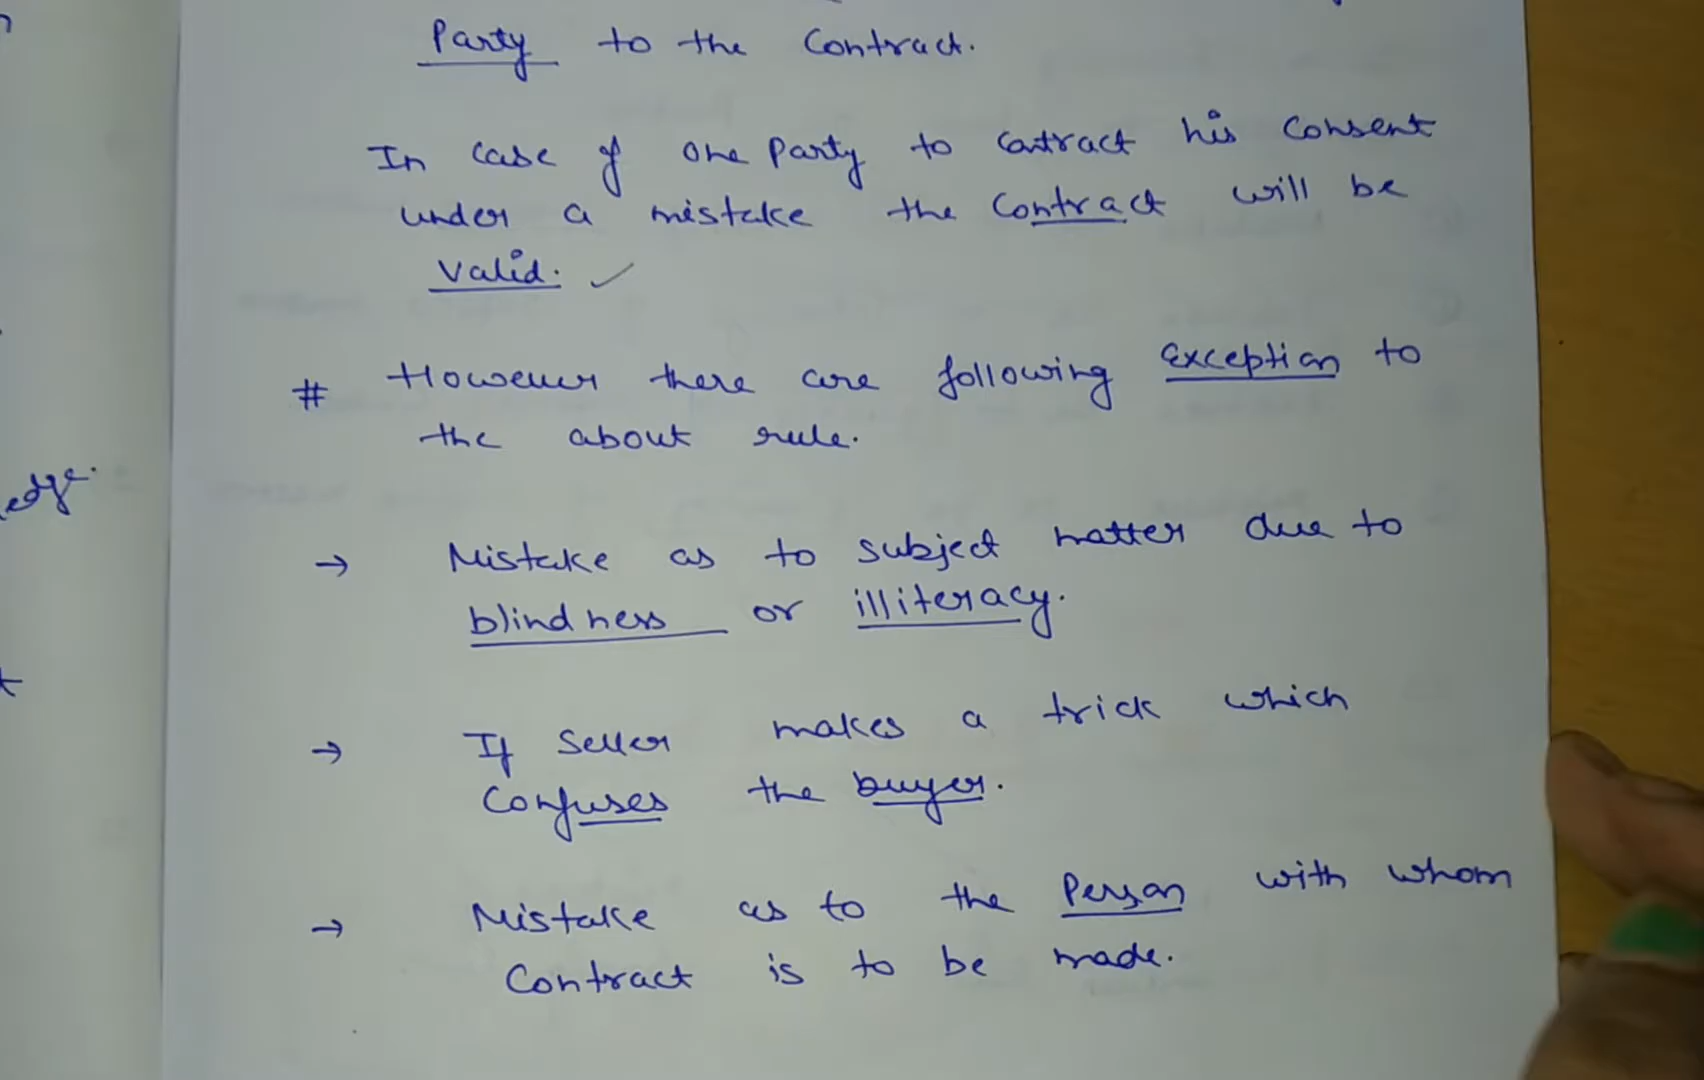 Party to the Contract.
In case of one Party to contract his consent
under a mistake the Contract will be
valid. ✓
# However there are following exception to
the about rule.
edge.
→ Mistake as to subject matter due to
blindness or illiteracy.
→ If Seller makes a trick which
Confuses the buyer.
→ Mistake as to the Person with whom
Contract is to be made.